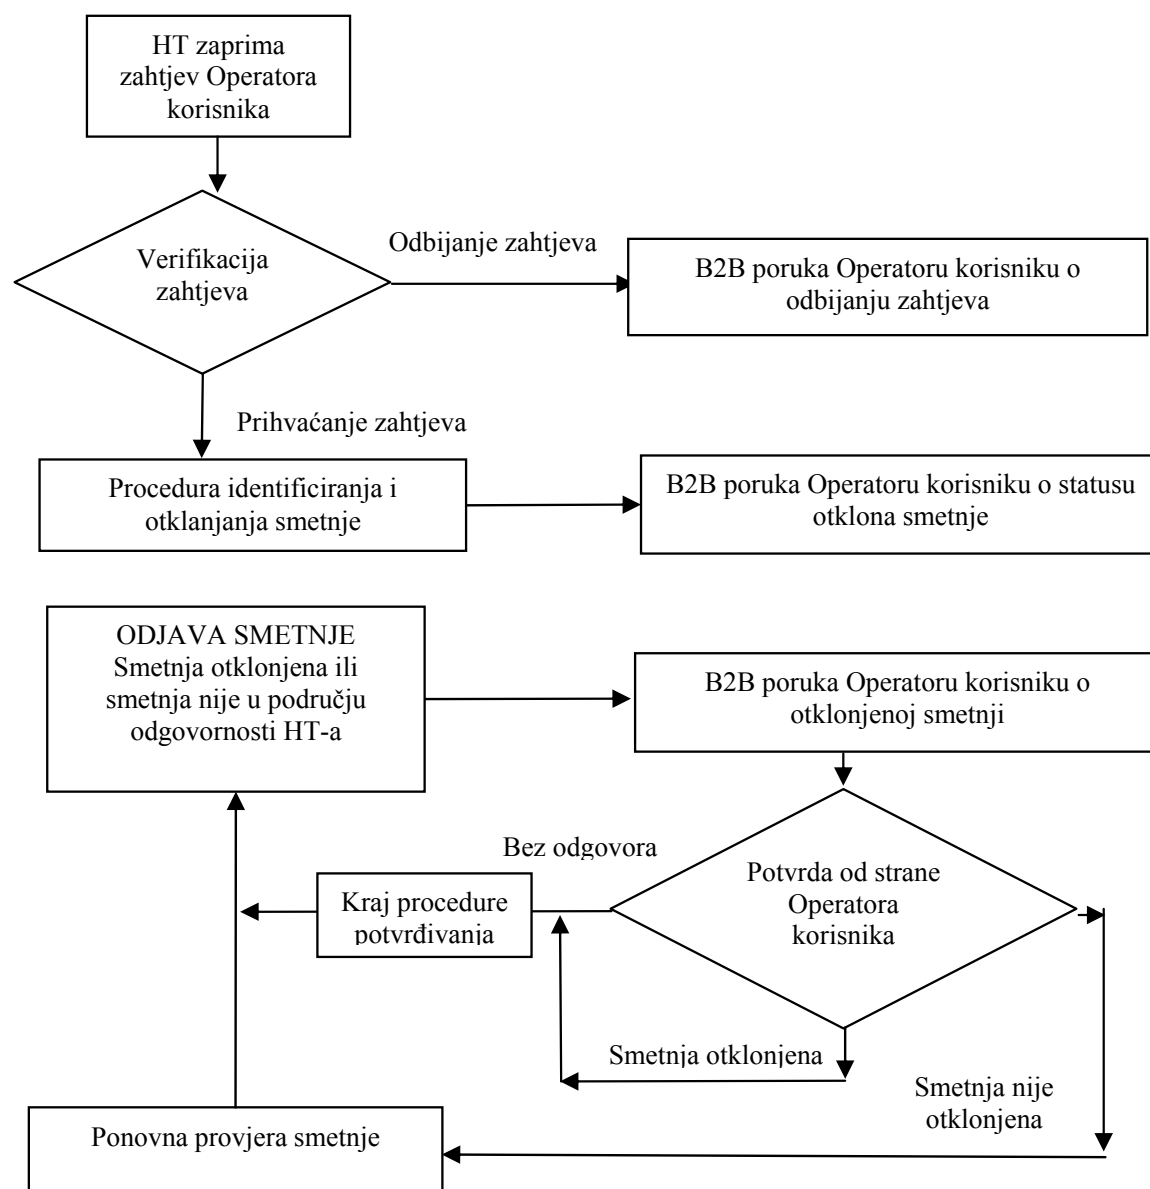 HT zaprima
zahtjev Operatora
korisnika
Verifikacija
zahtjeva
Odbijanje zahtjeva
B2B poruka Operatoru korisniku o
odbijanju zahtjeva
Prihvaćanje zahtjeva
Procedura identificiranja i
otklanjanja smetnje
B2B poruka Operatoru korisniku o statusu
otklona smetnje
ODJAVA SMETNJE
Smetnja otklonjena ili
smetnja nije u području
odgovornosti HT-a
B2B poruka Operatoru korisniku o
otklonjenoj smetnji
Bez odgovora
Kraj procedure
potvrđivanja
Potvrda od strane
Operatora
korisnika
Smetnja otklonjena
Smetnja nije
otklonjena
Ponovna provjera smetnje